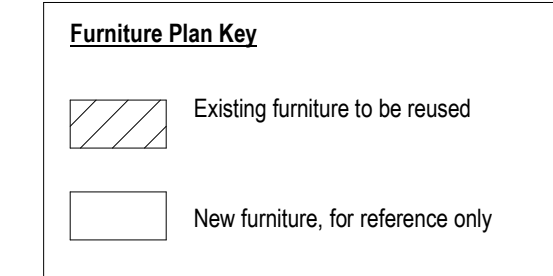 Furniture Plan Key
Existing furniture to be reused
New furniture, for reference only